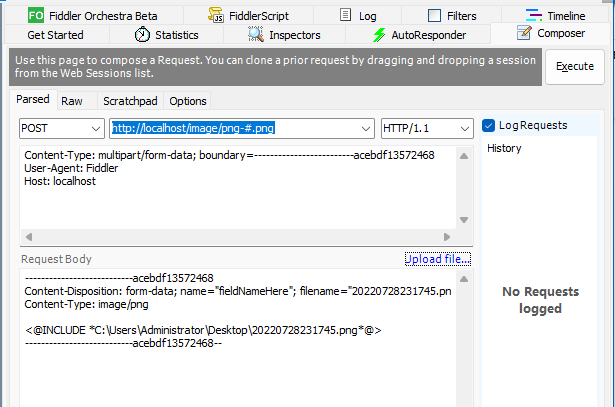 FO Fiddler Orchestra Beta
FiddlerScript
Log
Filters
Timeline
Get Started
Statistics
Inspectors
AutoResponder
Composer
Use this page to compose a Request. You can clone a prior request by dragging and dropping a session
from the Web Sessions list.
Execute
Parsed
Raw
Scratchpad
Options
POST
http://localhost/image/png-#.png
HTTP/1.1
Log Requests
Content-Type: multipart/form-data; boundary=-------------------------acebdf13572468
User-Agent: Fiddler
Host: localhost
History
Request Body
Upload file...
---------------------------acebdf13572468
Content-Disposition: form-data; name="fieldNameHere"; filename="20220728231745.pn
Content-Type: image/png
<@INCLUDE *C:\Users\Administrator\Desktop\20220728231745.png*@>
---------------------------acebdf13572468--
No Requests
logged